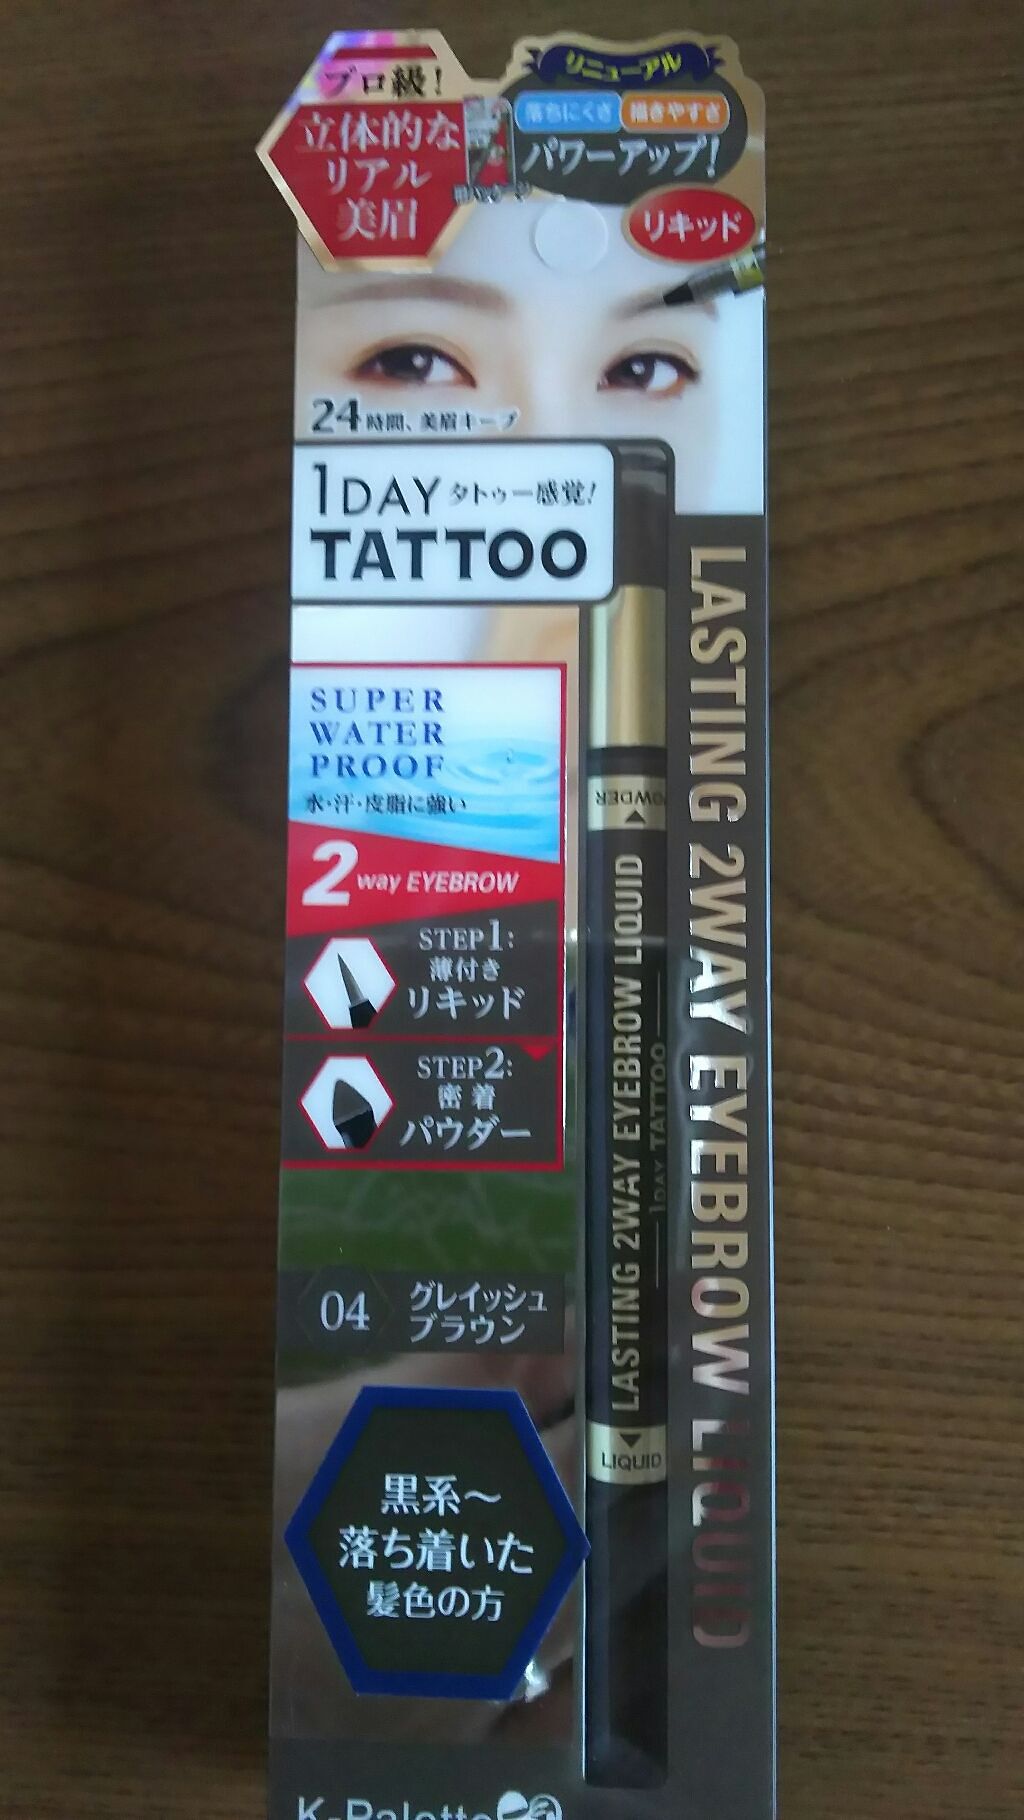 プロ級!
立体的な
リアル
美眉
リニューアル
落ちにくさ 描きやすさ
パワーアップ!
リキッド
24時間、美眉キープ
1DAY タトゥー感覚!
TATTOO
SUPER
WATER
PROOF
水・汗・皮脂に強い
2way EYEBROW
STEP1:
薄付き
リキッド
STEP2:
密着
パウダー
04 グレイッシュ
ブラウン
黒系〜
落ち着いた
髪色の方
POWDER
LASTING 2WAY EYEBROW LIQUID
1DAY TATTOO
LIQUID
LASTING 2WAY EYEBROW LIQUID
K-Palette